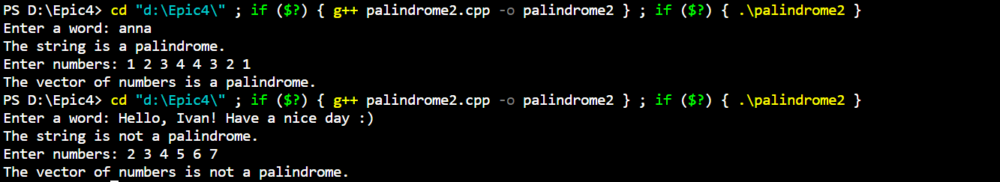 PS D:\Epic4> cd "d:\Epic4\" ; if ($?) { g++ palindrome2.cpp -o palindrome2 } ; if ($?) { .\palindrome2 }
Enter a word: anna
The string is a palindrome.
Enter numbers: 1 2 3 4 4 3 2 1
The vector of numbers is a palindrome.
PS D:\Epic4> cd "d:\Epic4\" ; if ($?) { g++ palindrome2.cpp -o palindrome2 } ; if ($?) { .\palindrome2 }
Enter a word: Hello, Ivan! Have a nice day :)
The string is not a palindrome.
Enter numbers: 2 3 4 5 6 7
The vector of numbers is not a palindrome.